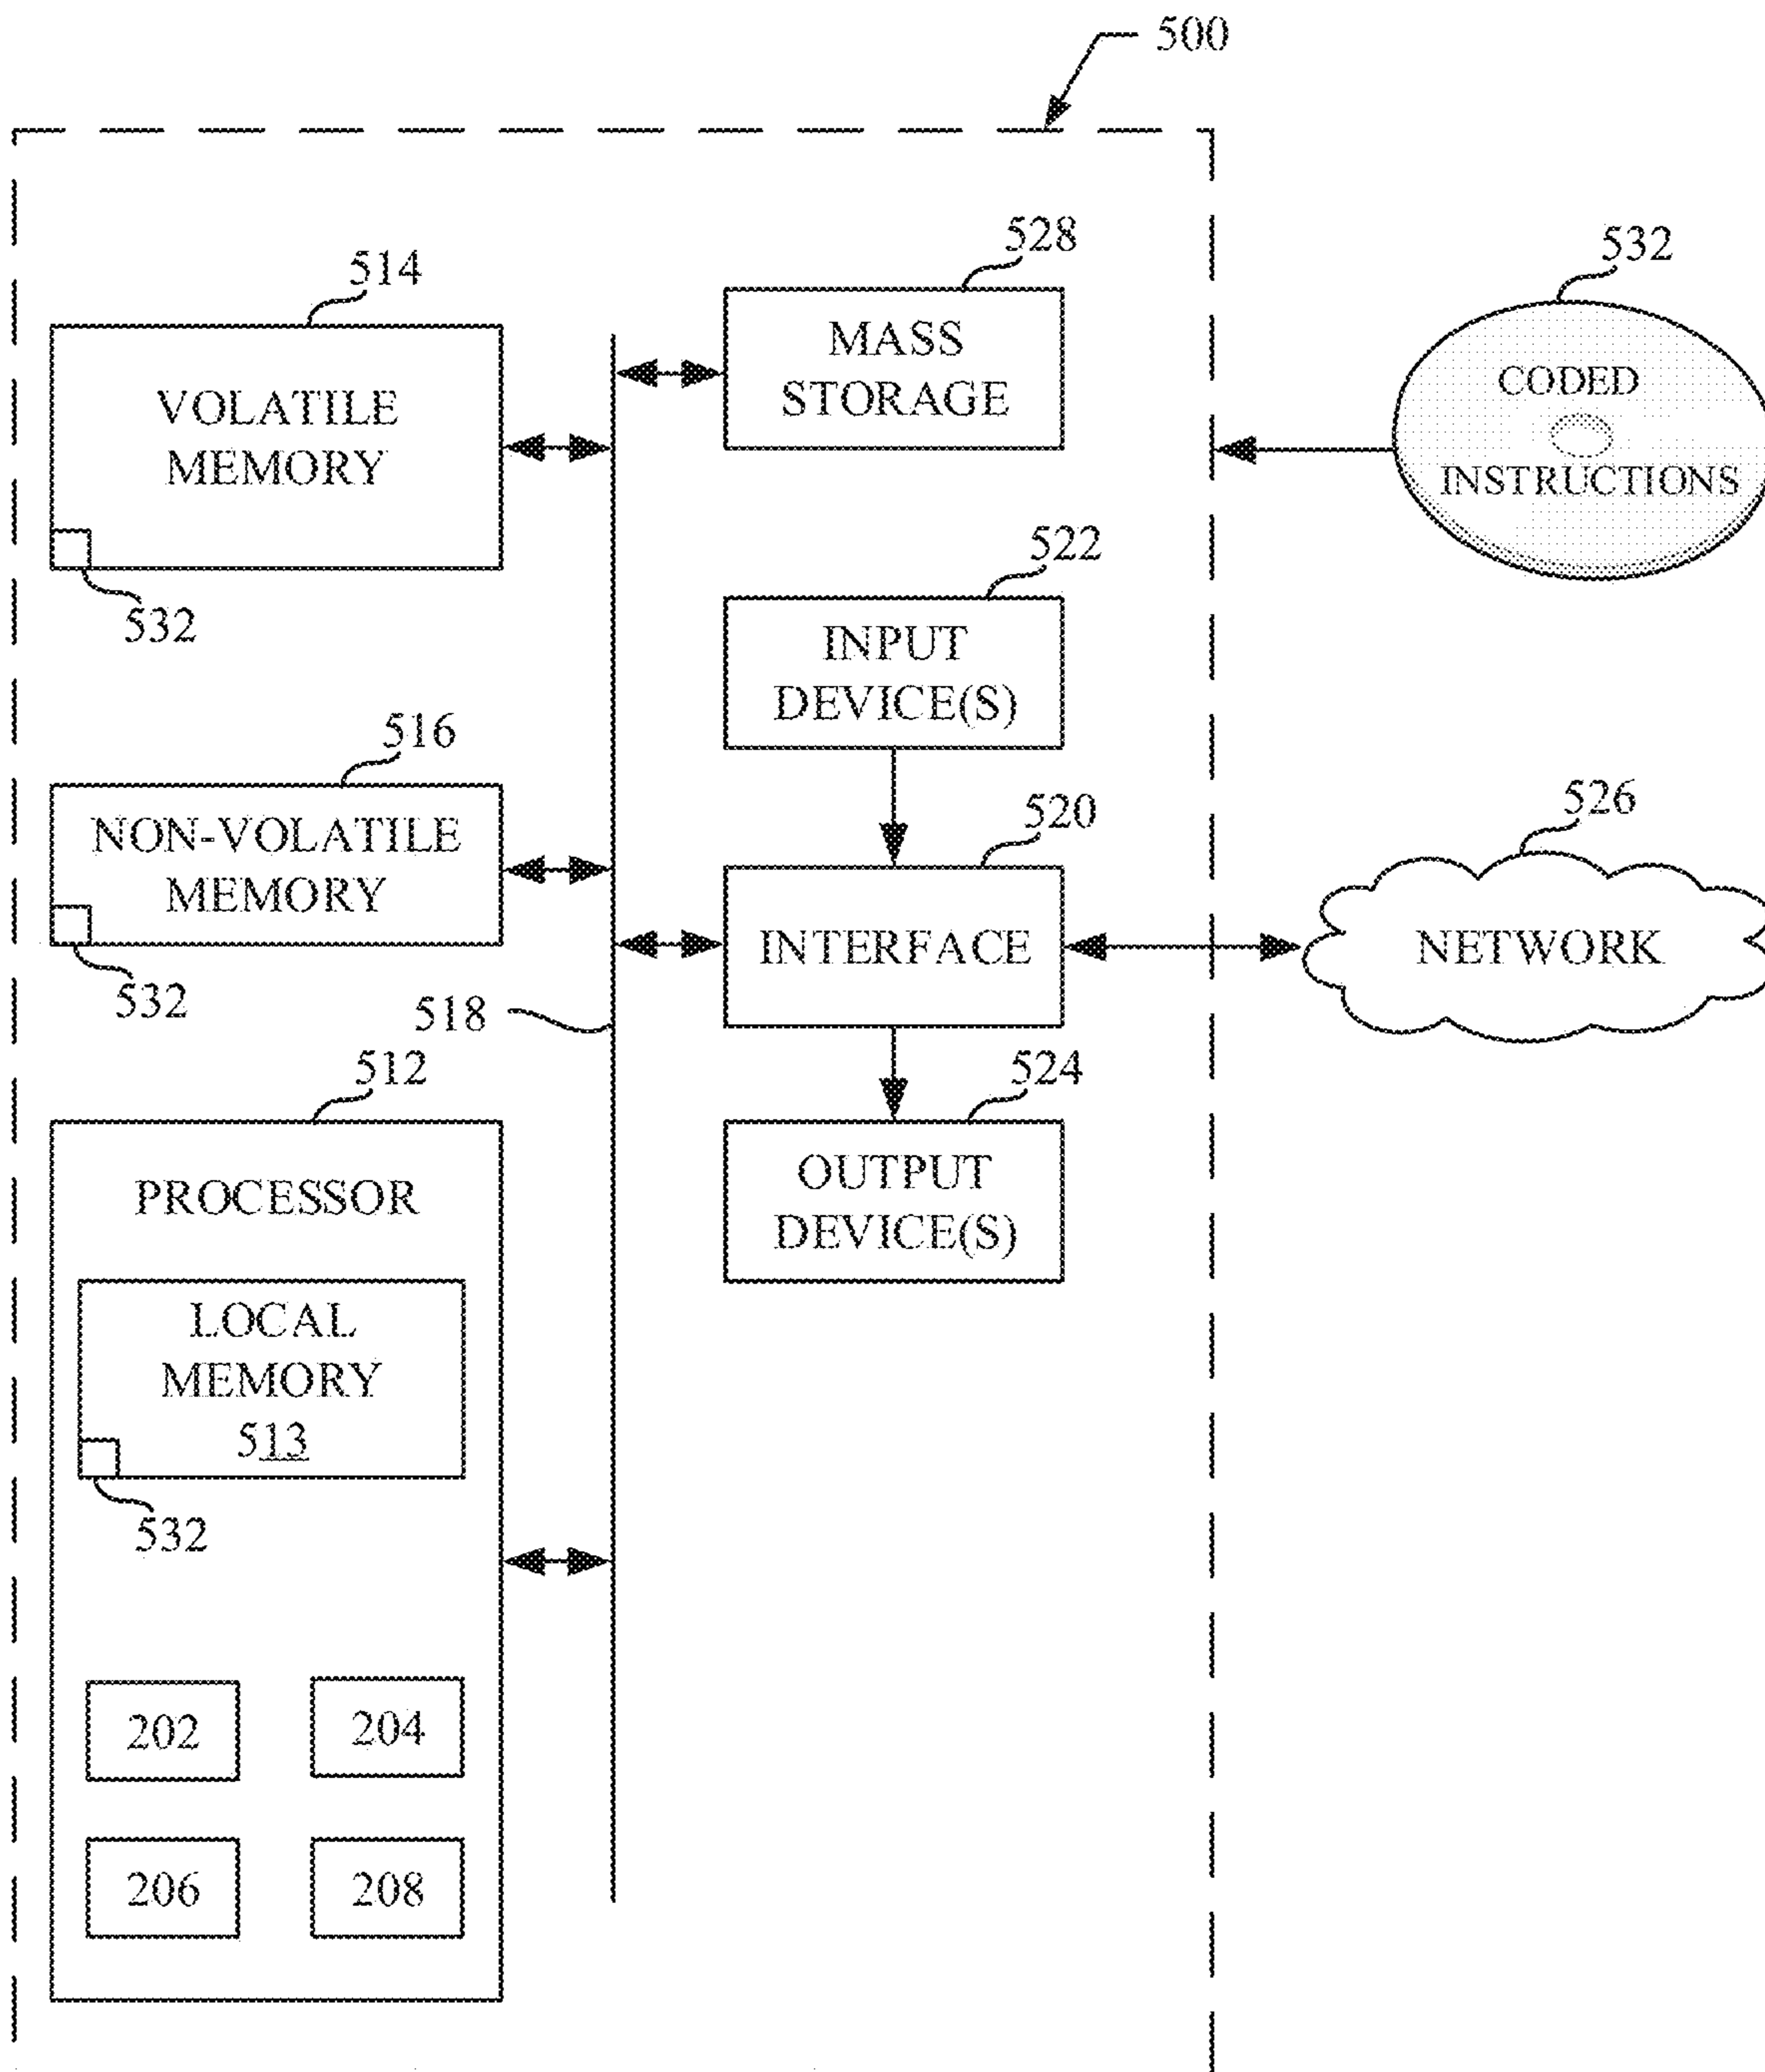 500
514
VOLATILE
MEMORY
532
528
MASS
STORAGE
532
CODED
INSTRUCTIONS
522
INPUT
DEVICE(S)
516
NON-VOLATILE
MEMORY
532
520
INTERFACE
526
NETWORK
518
512
PROCESSOR
LOCAL
MEMORY
513
532
524
OUTPUT
DEVICE(S)
202
204
206
208